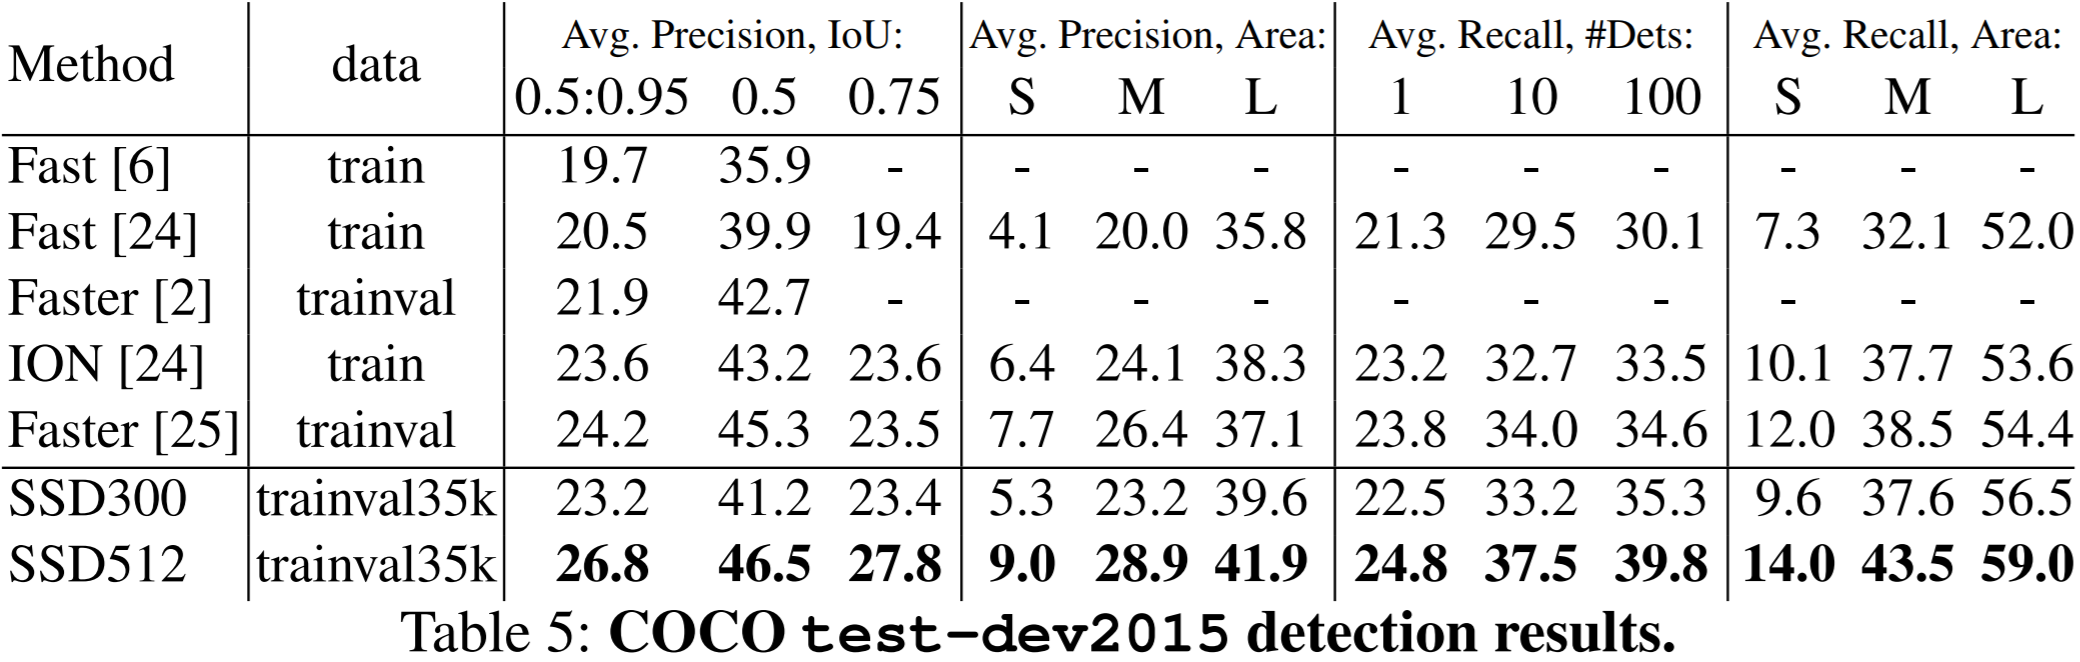 Method data Avg. Precision, IoU: Avg. Precision, Area: Avg. Recall, #Dets: Avg. Recall, Area:
0.5:0.95 0.5 0.75 S M L 1 10 100 S M L
Fast [6] train 19.7 35.9 - - - - - - - - - -
Fast [24] train 20.5 39.9 19.4 4.1 20.0 35.8 21.3 29.5 30.1 7.3 32.1 52.0
Faster [2] trainval 21.9 42.7 - - - - - - - - - -
ION [24] train 23.6 43.2 23.6 6.4 24.1 38.3 23.2 32.7 33.5 10.1 37.7 53.6
Faster [25] trainval 24.2 45.3 23.5 7.7 26.4 37.1 23.8 34.0 34.6 12.0 38.5 54.4
SSD300 trainval35k 23.2 41.2 23.4 5.3 23.2 39.6 22.5 33.2 35.3 9.6 37.6 56.5
SSD512 trainval35k 26.8 46.5 27.8 9.0 28.9 41.9 24.8 37.5 39.8 14.0 43.5 59.0
Table 5: COCO test-dev2015 detection results.